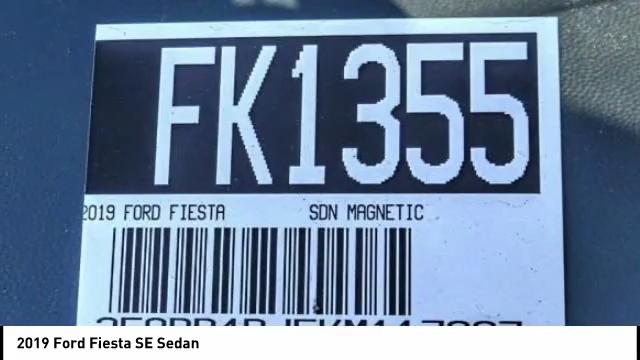 FK1355
2019 FORD FIESTA SDN MAGNETIC
2019 Ford Fiesta SE Sedan